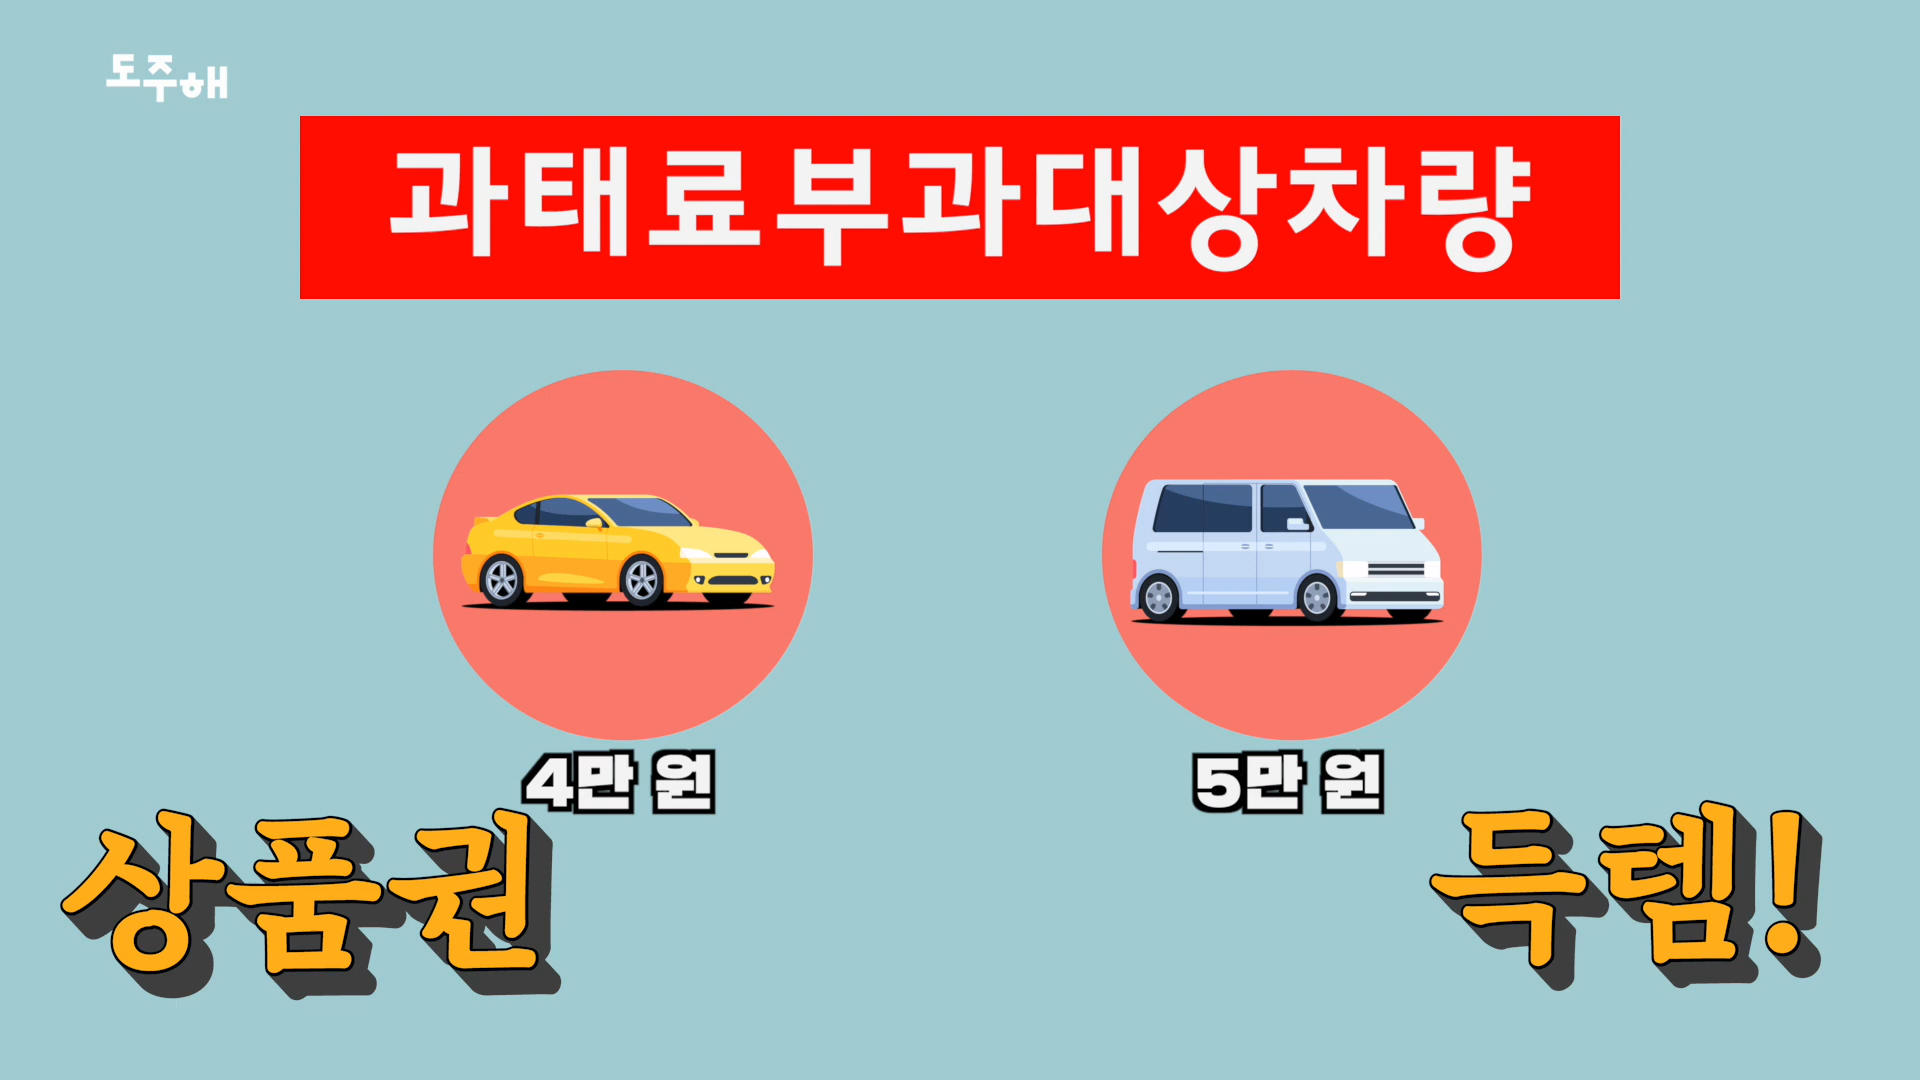 도주해
과태료부과대상차량
4만 원
5만 원
상품권
득템!